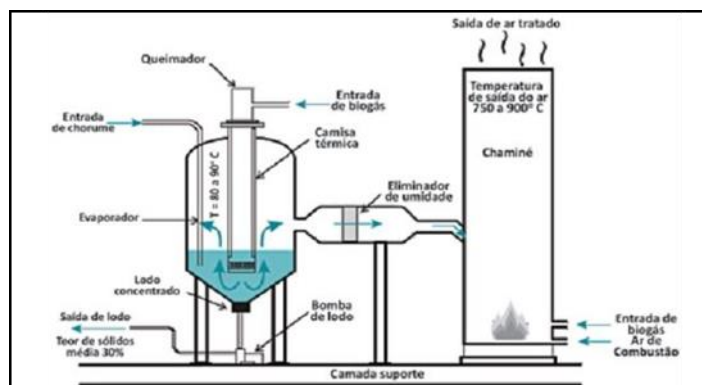 Saída de ar tratado
Queimador
Entrada
de biogás
Temperatura
de saída do ar
750 a 900° C
Entrada
de chorume
Camisa
térmica
Chaminé
T = 80 a 90° C
Eliminador
de umidade
Evaporador
Lodo
concentrado
Bomba
de lodo
Saída de lodo
Teor de sólidos
média 30%
Entrada de
biogás
Ar de
Combustão
Camada suporte